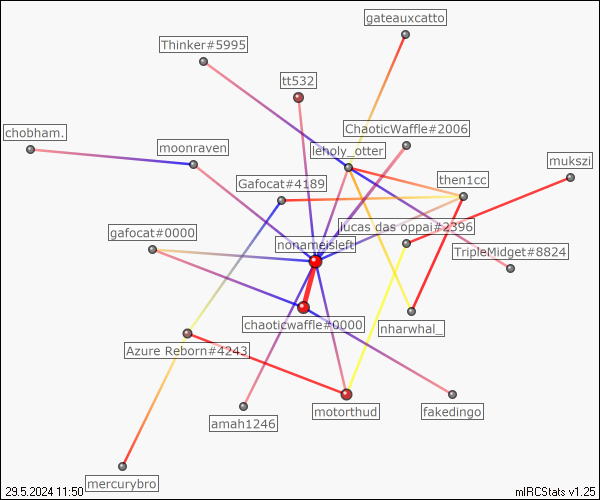 gateauxcatto
Thinker#5995
tt532
ChaoticWaffle#2006
chobham.
moonraven
leholy_otter
mukszi
Gafocat#4189
then1cc
lucas das oppai#2396
gafocat#0000
nonameisleft
TripleMidget#8824
chaoticwaffle#0000
nharwhal_
Azure Reborn#4243
amah1246
motorthud
fakedingo
mercurybro
29.5.2024 11:50
mIRCStats v1.25